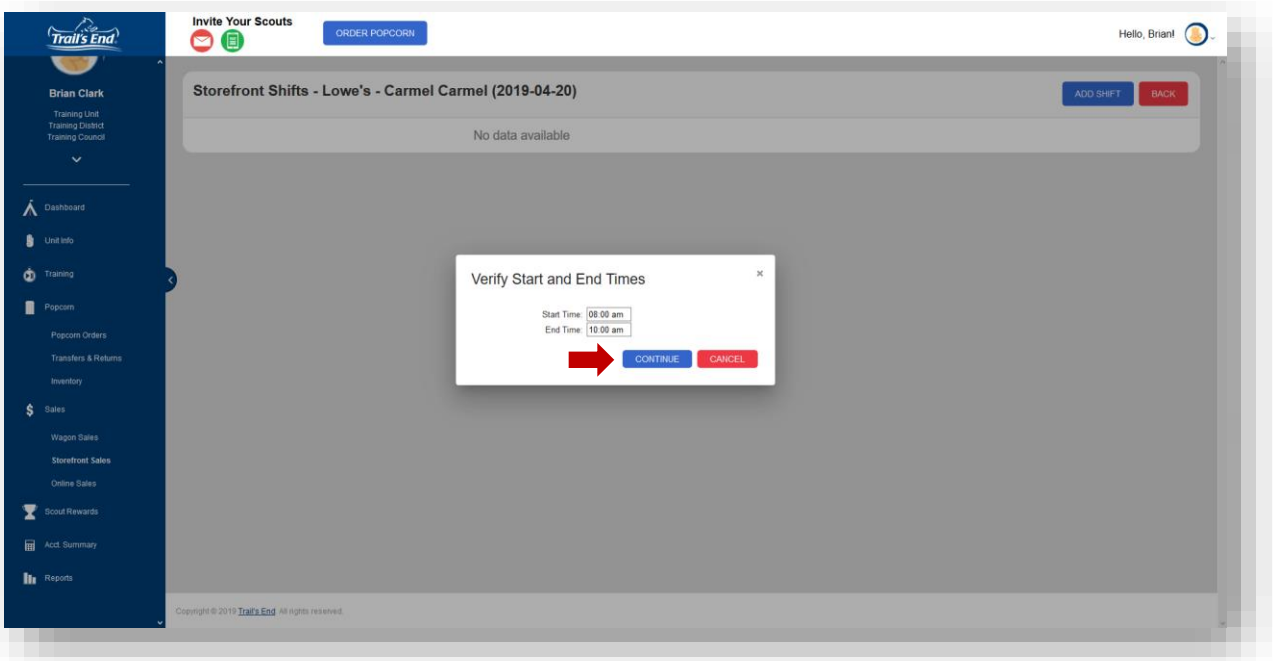 Trail's End.
Invite Your Scouts
ORDER POPCORN
Hello, Brian!
Brian Clark
Training Unit
Training District
Training Council
Dashboard
Unit Info
Training
Popcorn
Popcorn Orders
Transfers & Returns
Inventory
Sales
Wagon Sales
Storefront Sales
Online Sales
Scout Rewards
Acct. Summary
Reports
Storefront Shifts - Lowe's - Carmel Carmel (2019-04-20)
ADD SHIFT
BACK
No data available
Verify Start and End Times
×
Start Time: 08:00 am
End Time: 10:00 am
CONTINUE
CANCEL
Copyright © 2019 Trail's End. All rights reserved.